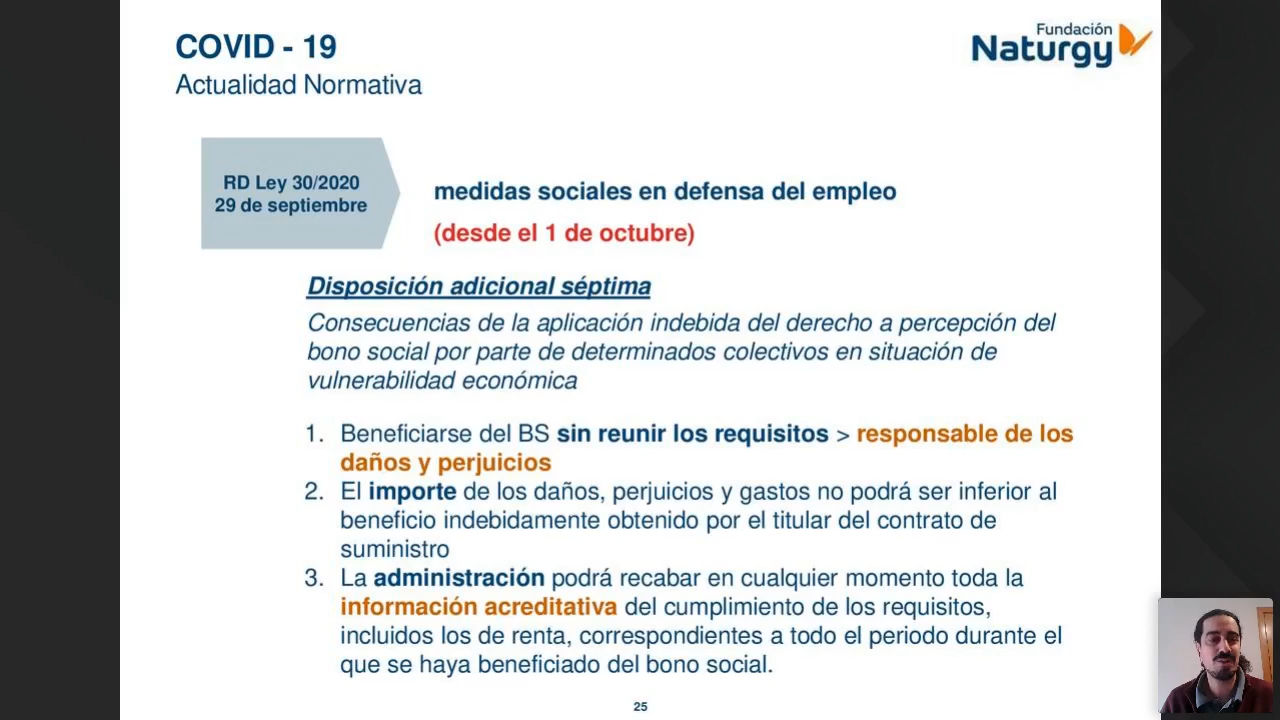 COVID - 19
Actualidad Normativa
Fundación
Naturgy
RD Ley 30/2020
29 de septiembre
medidas sociales en defensa del empleo
(desde el 1 de octubre)
Disposición adicional séptima
Consecuencias de la aplicación indebida del derecho a percepción del
bono social por parte de determinados colectivos en situación de
vulnerabilidad económica
1. Beneficiarse del BS sin reunir los requisitos > responsable de los
daños y perjuicios
2. El importe de los daños, perjuicios y gastos no podrá ser inferior al
beneficio indebidamente obtenido por el titular del contrato de
suministro
3. La administración podrá recabar en cualquier momento toda la
información acreditativa del cumplimiento de los requisitos,
incluidos los de renta, correspondientes a todo el periodo durante el
que se haya beneficiado del bono social.
25